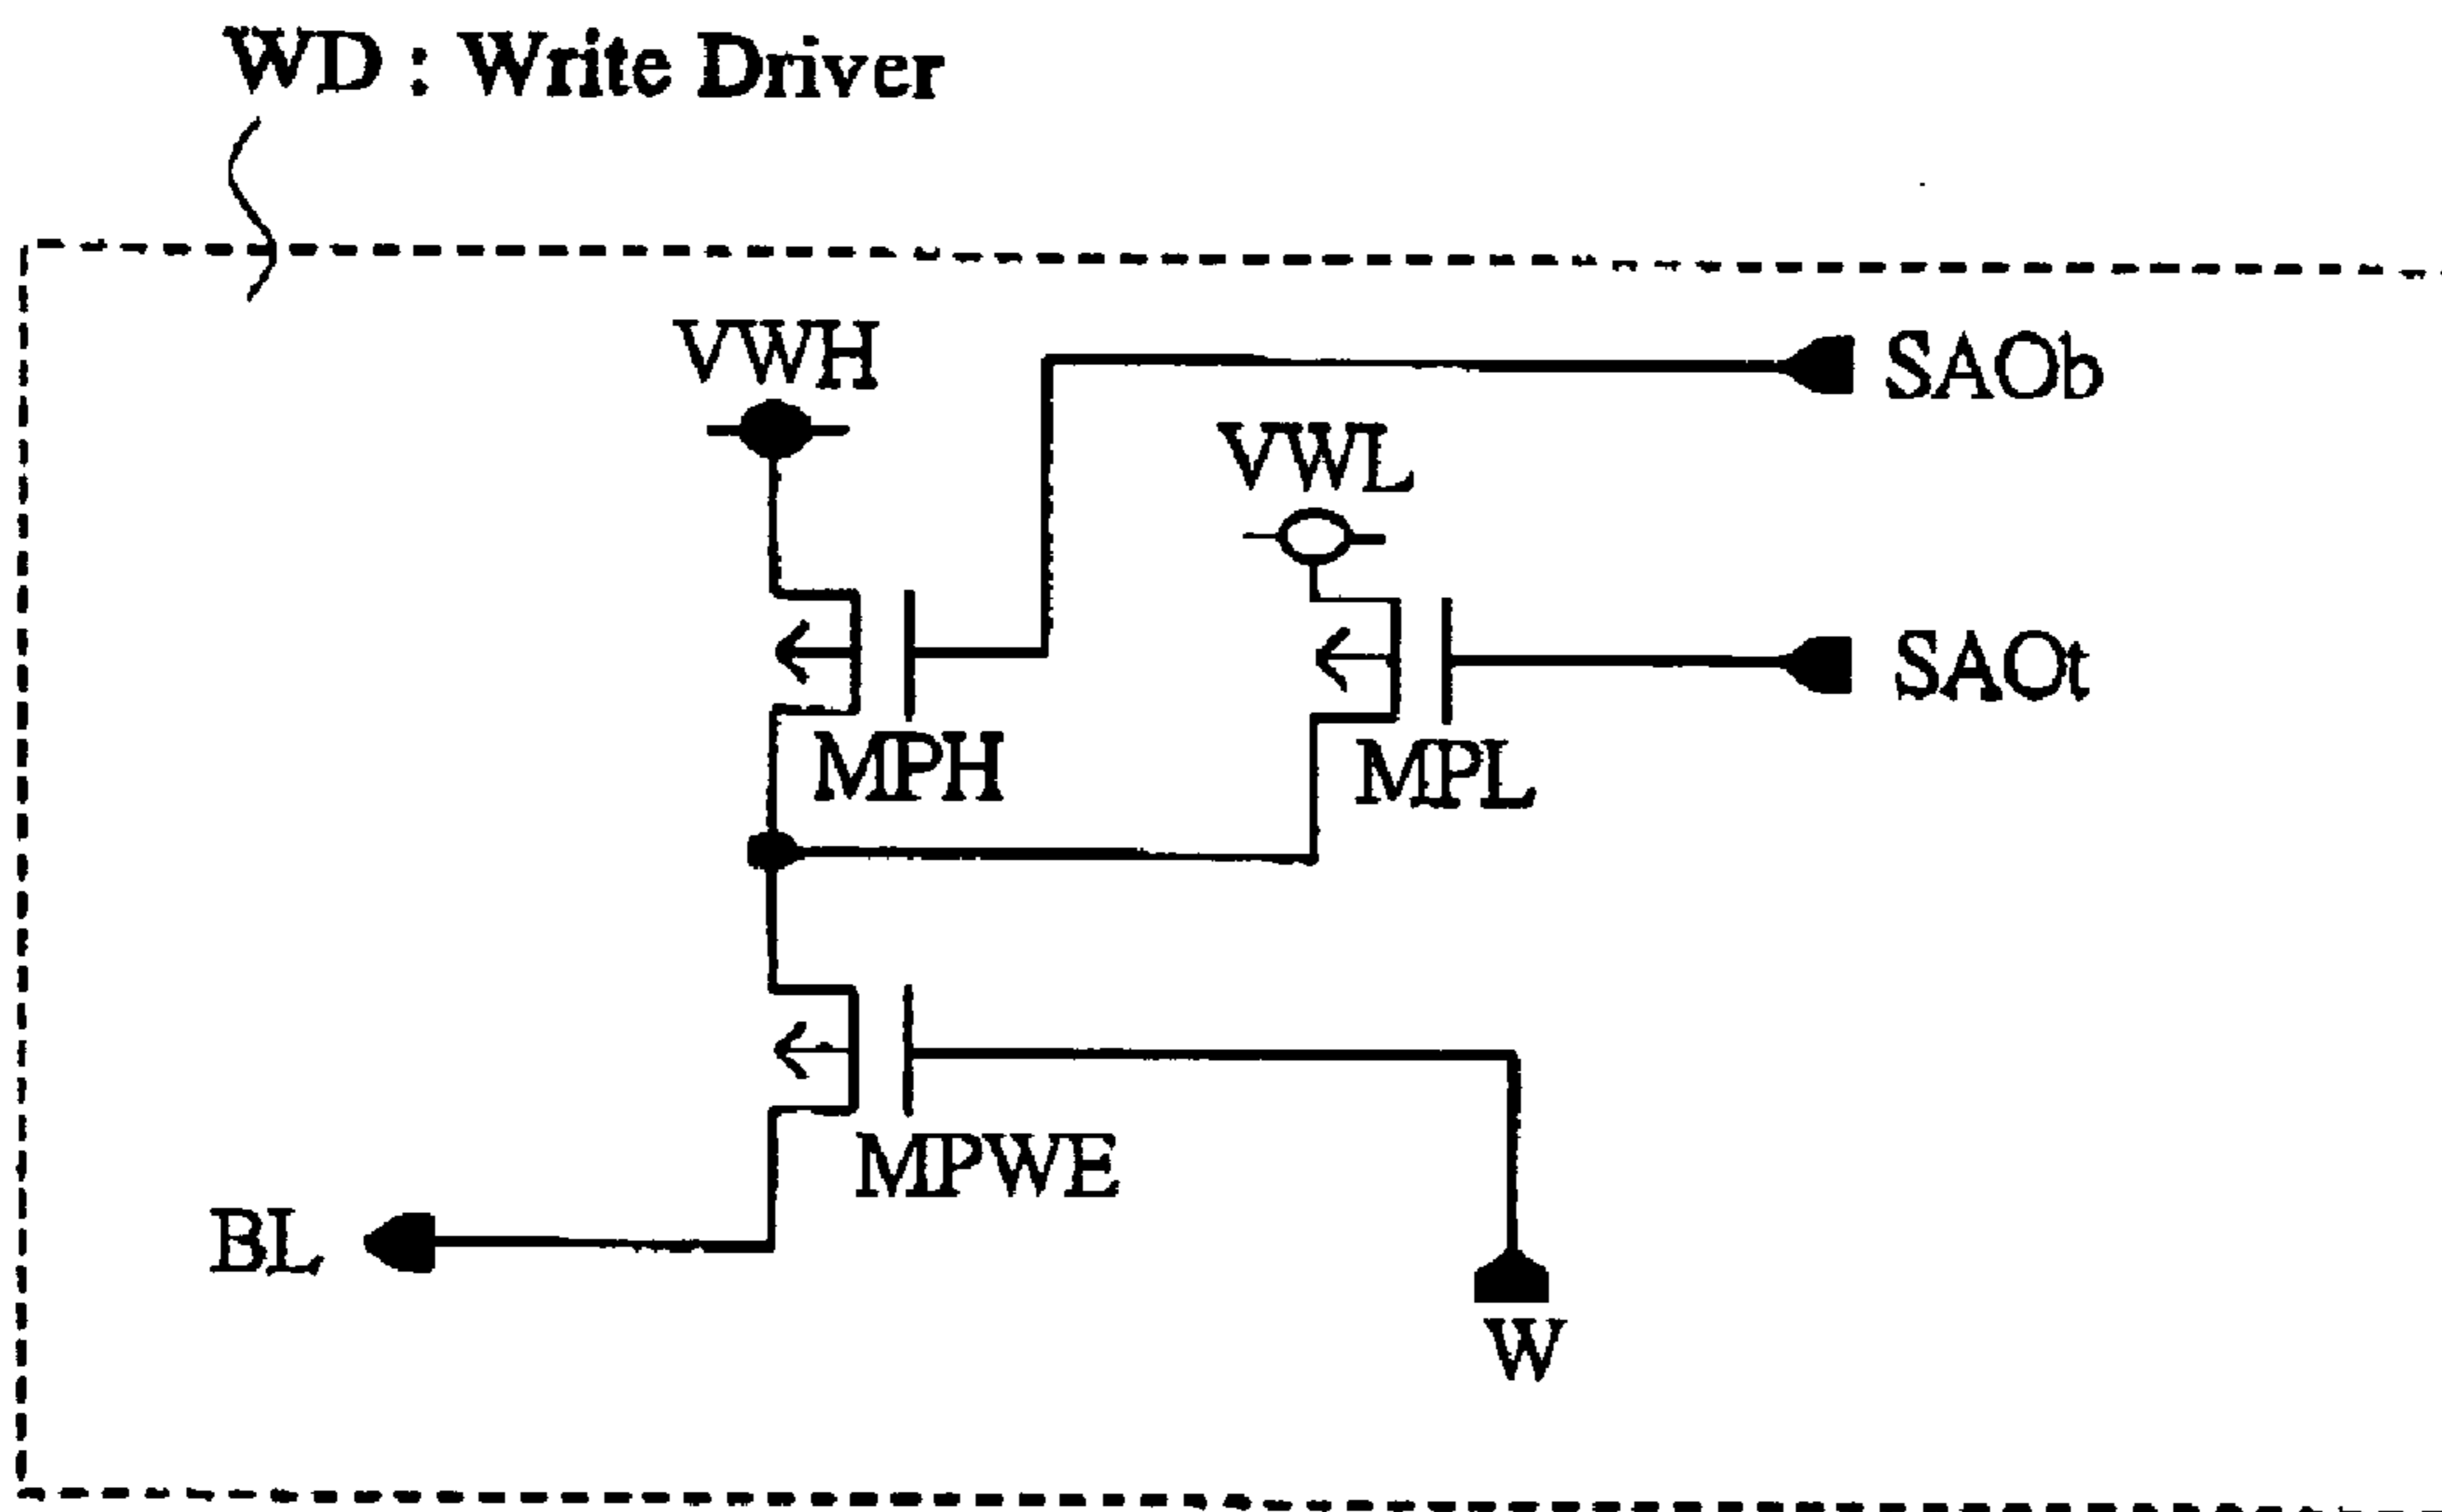 WD : Write Driver
VWH
SAOb
VWL
SAOt
MPH
MPL
MPWE
BL
W